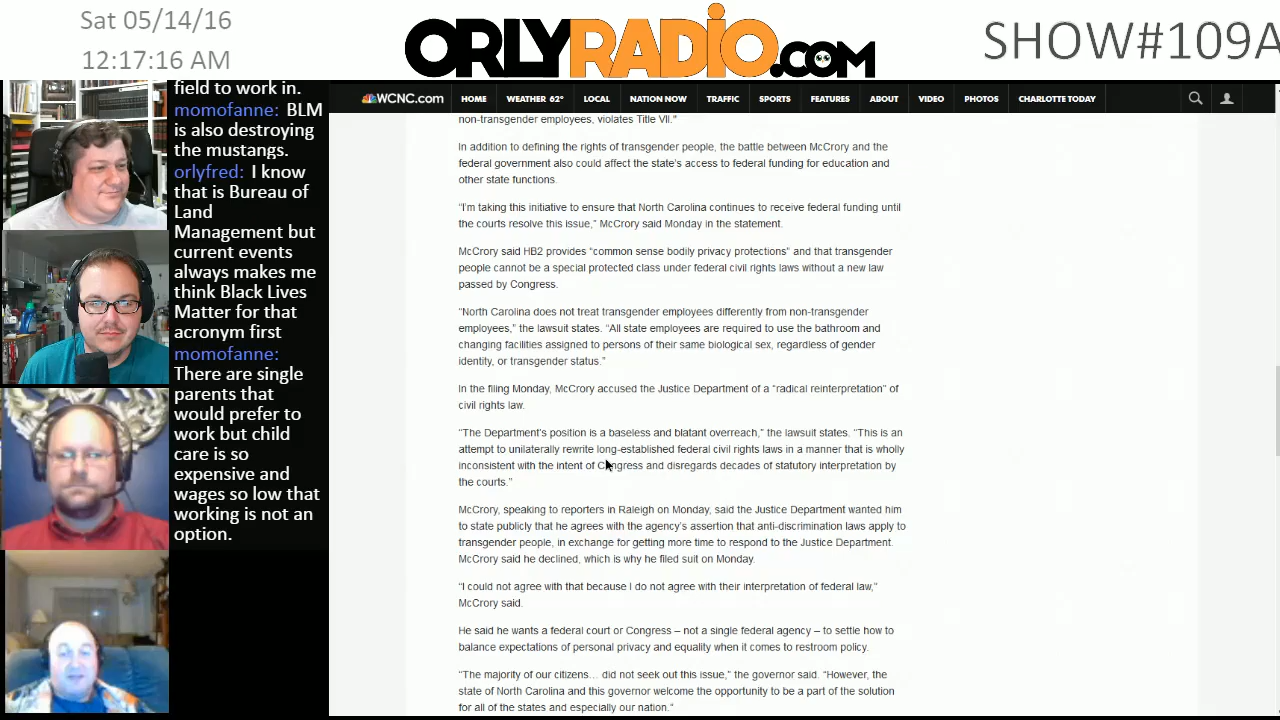 Sat 05/14/16
12:17:16 AM
ORLYRADIO.com
SHOW#109A
field to work in.
momofanne: BLM
is also destroying
the mustangs.
orlyfred: I know
that is Bureau of
Land
Management but
current events
always makes me
think Black Lives
Matter for that
acronym first
momofanne:
There are single
parents that
would prefer to
work but child
care is so
expensive and
wages so low that
working is not an
option.
WCNC.com HOME WEATHER 62° LOCAL NATION NOW TRAFFIC SPORTS FEATURES ABOUT VIDEO PHOTOS CHARLOTTE TODAY
non-transgender employees, violates Title VII."
In addition to defining the rights of transgender people, the battle between McCrory and the
federal government also could affect the state's access to federal funding for education and
other state functions.
“I'm taking this initiative to ensure that North Carolina continues to receive federal funding until
the courts resolve this issue,” McCrory said Monday in the statement.
McCrory said HB2 provides “common sense bodily privacy protections” and that transgender
people cannot be a special protected class under federal civil rights laws without a new law
passed by Congress.
“North Carolina does not treat transgender employees differently from non-transgender
employees,” the lawsuit states. “All state employees are required to use the bathroom and
changing facilities assigned to persons of their same biological sex, regardless of gender
identity, or transgender status.”
In the filing Monday, McCrory accused the Justice Department of a “radical reinterpretation” of
civil rights law.
“The Department's position is a baseless and blatant overreach,” the lawsuit states. “This is an
attempt to unilaterally rewrite long-established federal civil rights laws in a manner that is wholly
inconsistent with the intent of Congress and disregards decades of statutory interpretation by
the courts.”
McCrory, speaking to reporters in Raleigh on Monday, said the Justice Department wanted him
to state publicly that he agrees with the agency's assertion that anti-discrimination laws apply to
transgender people, in exchange for getting more time to respond to the Justice Department.
McCrory said he declined, which is why he filed suit on Monday.
“I could not agree with that because I do not agree with their interpretation of federal law,”
McCrory said.
He said he wants a federal court or Congress – not a single federal agency – to settle how to
balance expectations of personal privacy and equality when it comes to restroom policy.
“The majority of our citizens… did not seek out this issue,” the governor said. “However, the
state of North Carolina and this governor welcome the opportunity to be a part of the solution
for all of the states and especially our nation.”